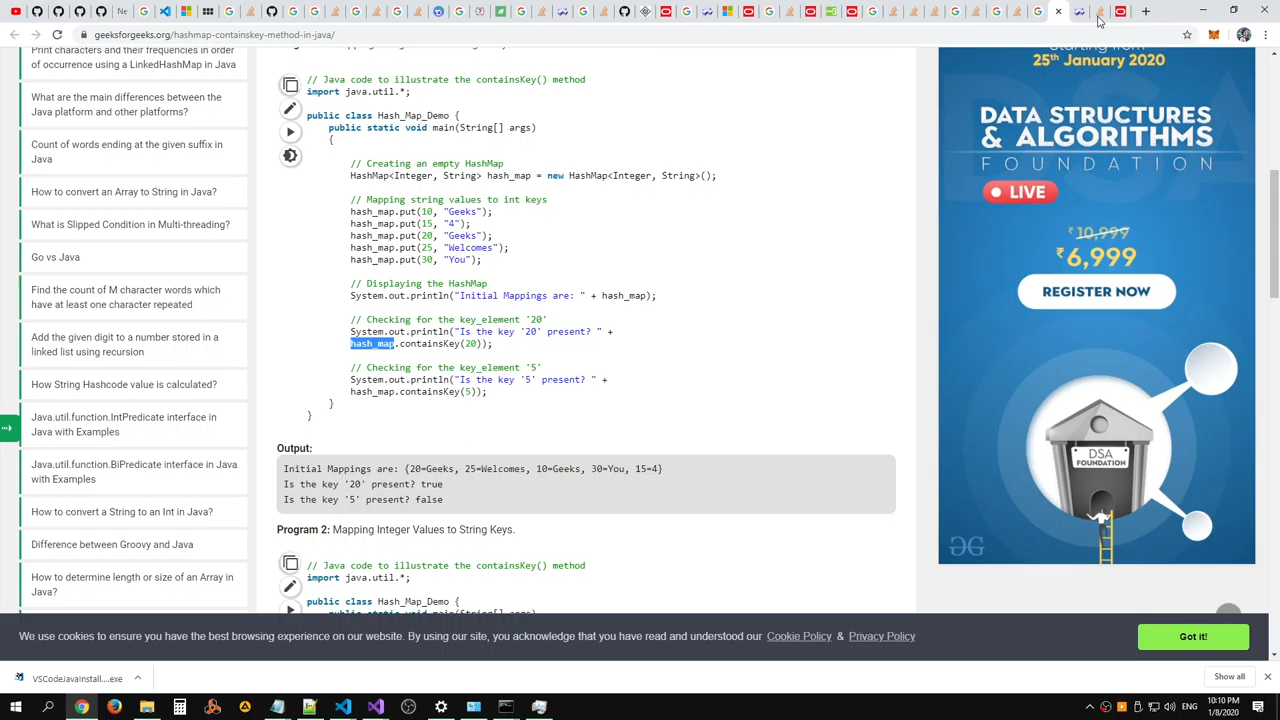 Ne
geeksforgeeks.org/hashmap-containskey-method-in-java/
Print characters and their frequencies in order
of occurrence using a LinkedHashMap in Java
What are the main differences between the
Java platform and other platforms?
Count of words ending at the given suffix in
Java
How to convert an Array to String in Java?
What is Slipped Condition in Multi-threading?
Go vs Java
Find the count of M character words which
have at least one character repeated
Add the given digit to a number stored in a
linked list using recursion
How String Hashcode value is calculated?
Java.util.function.IntPredicate interface in
Java with Examples
Java.util.function.BiPredicate interface in Java
with Examples
How to convert a String to an Int in Java?
Difference between Groovy and Java
How to determine length or size of an Array in
Java?
// Java code to illustrate the containsKey() method
import java.util.*;
public class Hash_Map_Demo {
public static void main(String[] args)
{
// Creating an empty HashMap
HashMap<Integer, String> hash_map = new HashMap<Integer, String>();
// Mapping string values to int keys
hash_map.put(10, "Geeks");
hash_map.put(15, "4");
hash_map.put(20, "Geeks");
hash_map.put(25, "Welcomes");
hash_map.put(30, "You");
// Displaying the HashMap
System.out.println("Initial Mappings are: " + hash_map);
// Checking for the key_element '20'
System.out.println("Is the key '20' present? " +
hash_map.containsKey(20));
// Checking for the key_element '5'
System.out.println("Is the key '5' present? " +
hash_map.containsKey(5));
}
}
Output:
Initial Mappings are: {20=Geeks, 25=Welcomes, 10=Geeks, 30=You, 15=4}
Is the key '20' present? true
Is the key '5' present? false
Program 2: Mapping Integer Values to String Keys.
// Java code to illustrate the containsKey() method
import java.util.*;
public class Hash_Map_Demo {
public static void main(String[] args)
Starting from
25th January 2020
DATA STRUCTURES
& ALGORITHMS
FOUNDATION
LIVE
₹10,999
₹6,999
REGISTER NOW
DSA
FOUNDATION
We use cookies to ensure you have the best browsing experience on our website. By using our site, you acknowledge that you have read and understood our Cookie Policy & Privacy Policy
Got it!
VSCodeJavaInstall....exe
Show all
ENG
10:10 PM
1/8/2020